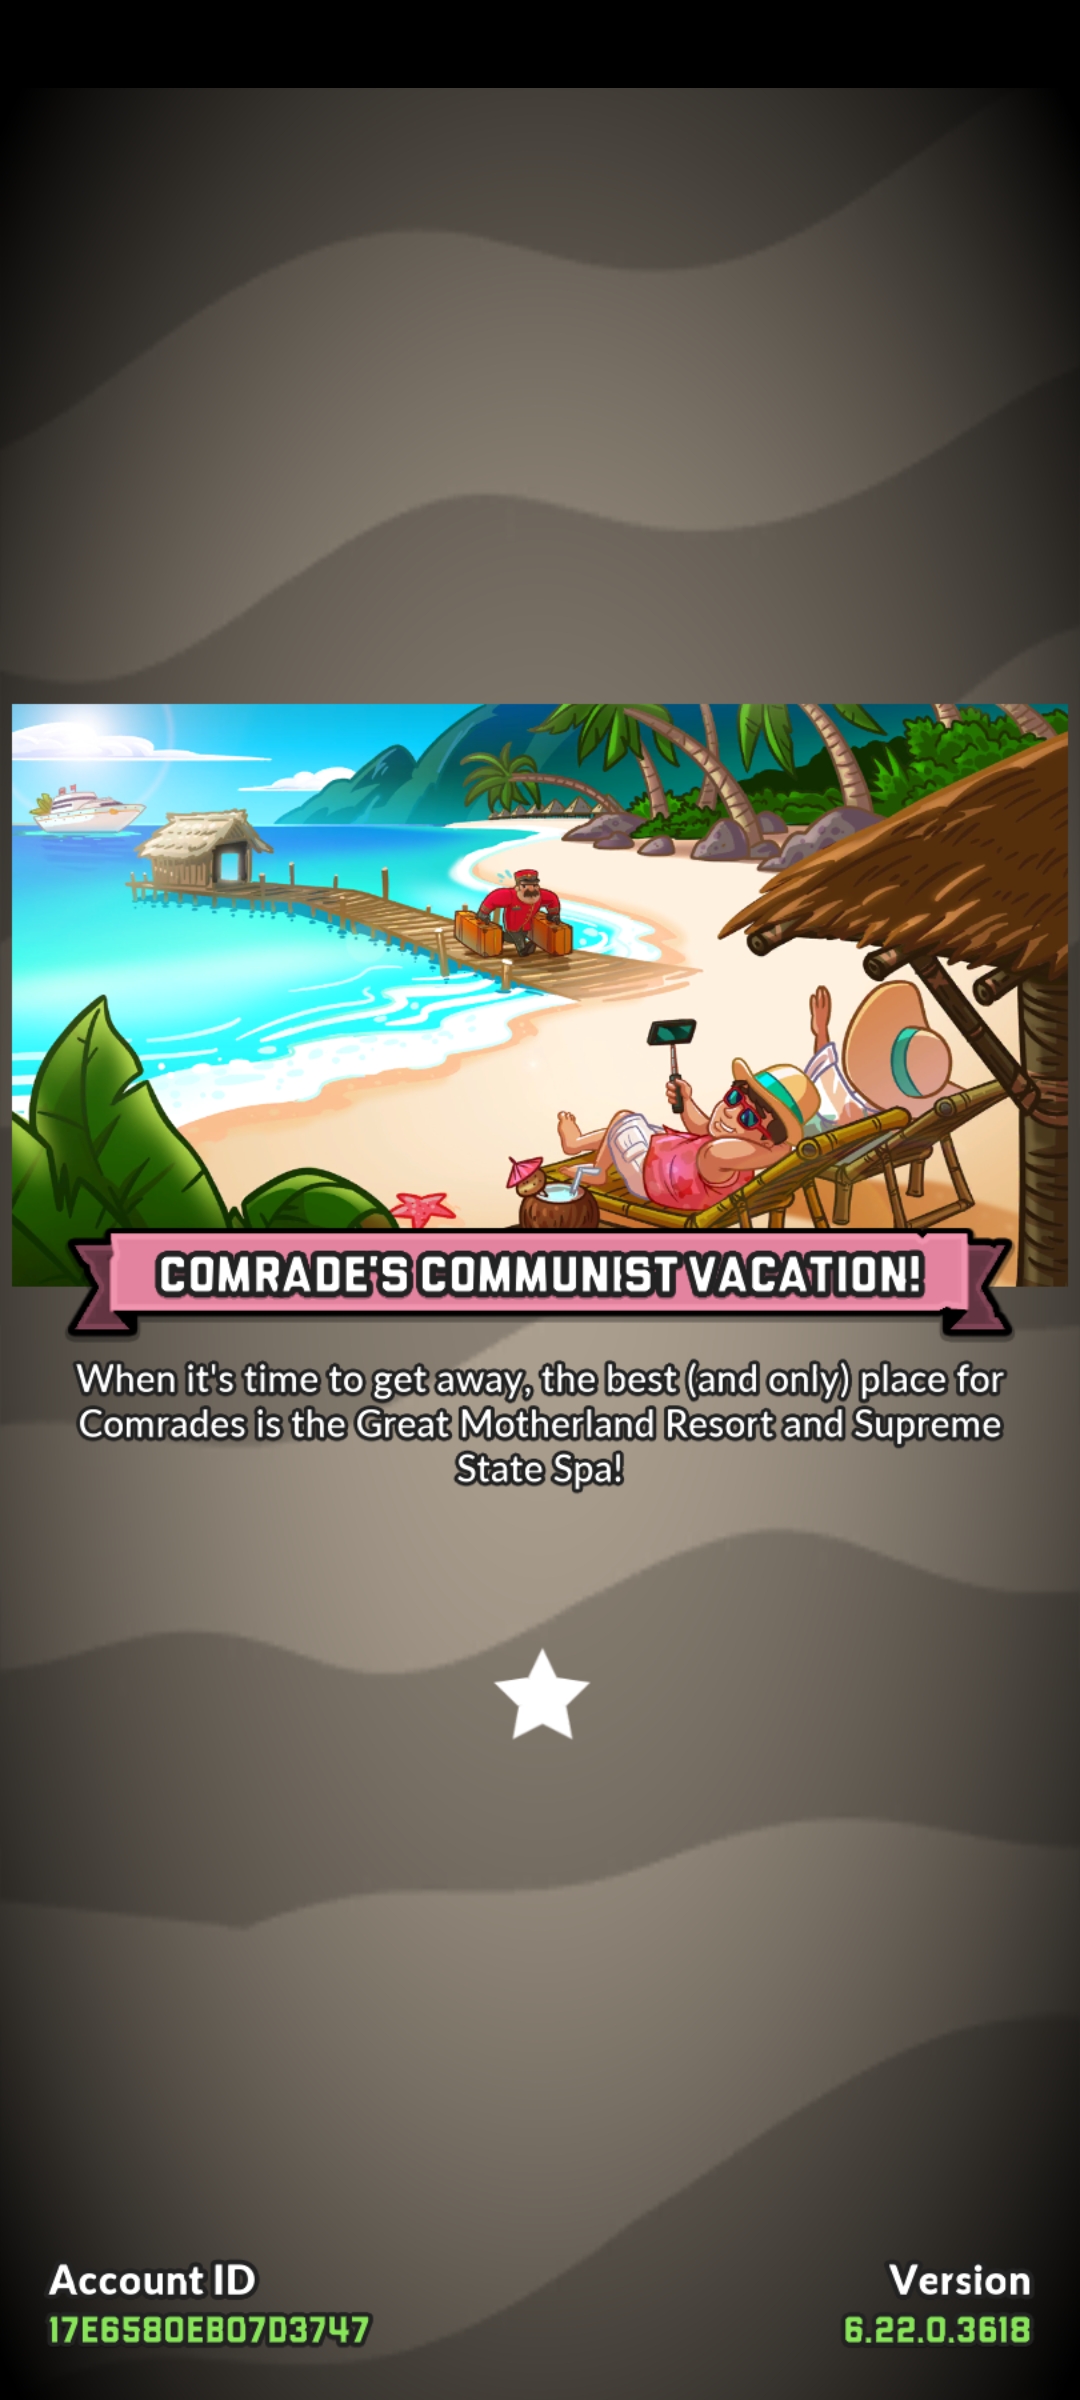 COMRADE'S COMMUNIST VACATION!
When it's time to get away, the best (and only) place for
Comrades is the Great Motherland Resort and Supreme
State Spa!
Account ID
17E6580EB07D3747
Version
6.22.0.3618